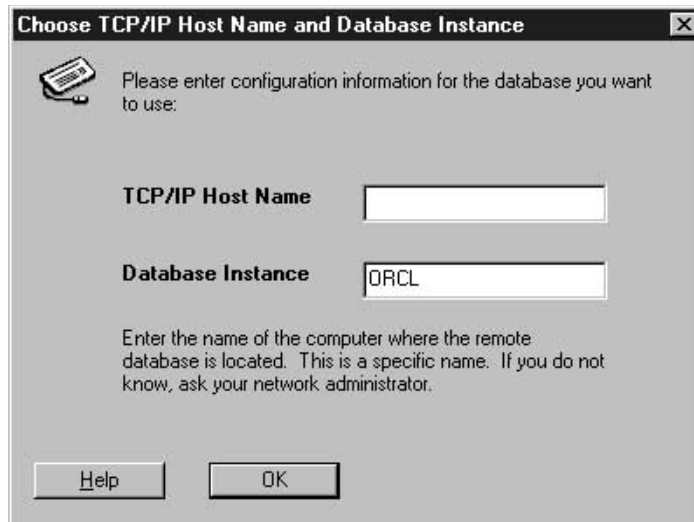 Choose TCP/IP Host Name and Database Instance
Please enter configuration information for the database you want
to use:
TCP/IP Host Name
Database Instance
ORCL
Enter the name of the computer where the remote
database is located. This is a specific name. If you do not
know, ask your network administrator.
Help
OK